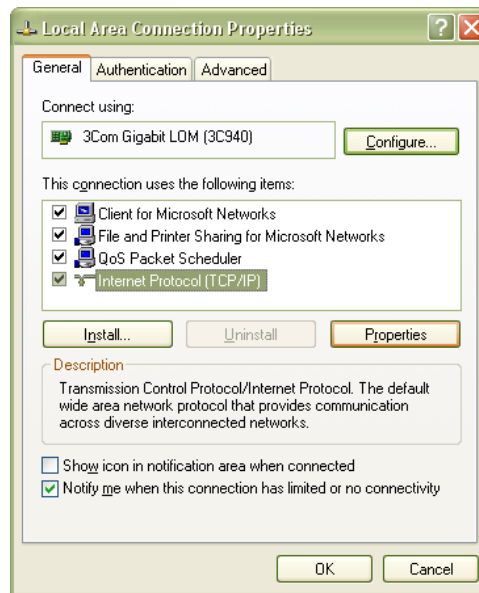 Local Area Connection Properties
General
Authentication
Advanced
Connect using:
3Com Gigabit LOM (3C940)
Configure...
This connection uses the following items:
Client for Microsoft Networks
File and Printer Sharing for Microsoft Networks
QoS Packet Scheduler
Internet Protocol (TCP/IP)
Install...
Uninstall
Properties
Description
Transmission Control Protocol/Internet Protocol. The default
wide area network protocol that provides communication
across diverse interconnected networks.
Show icon in notification area when connected
Notify me when this connection has limited or no connectivity
OK
Cancel